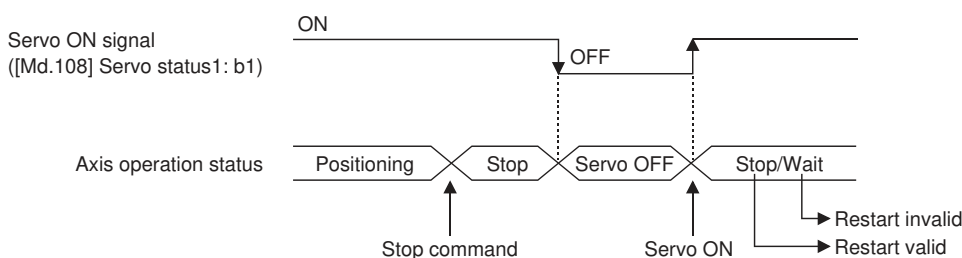 ON
Servo ON signal
([Md.108] Servo status1: b1)
OFF
Axis operation status
Positioning
Stop
Servo OFF
Stop/Wait
Restart invalid
Stop command
Servo ON
Restart valid